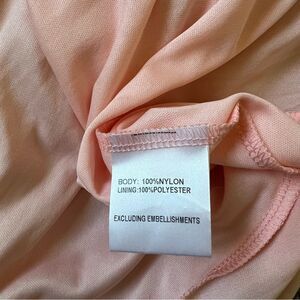 BODY: 100%NYLON
LINING:100%POLYESTER
EXCLUDING EMBELLISHMENTS